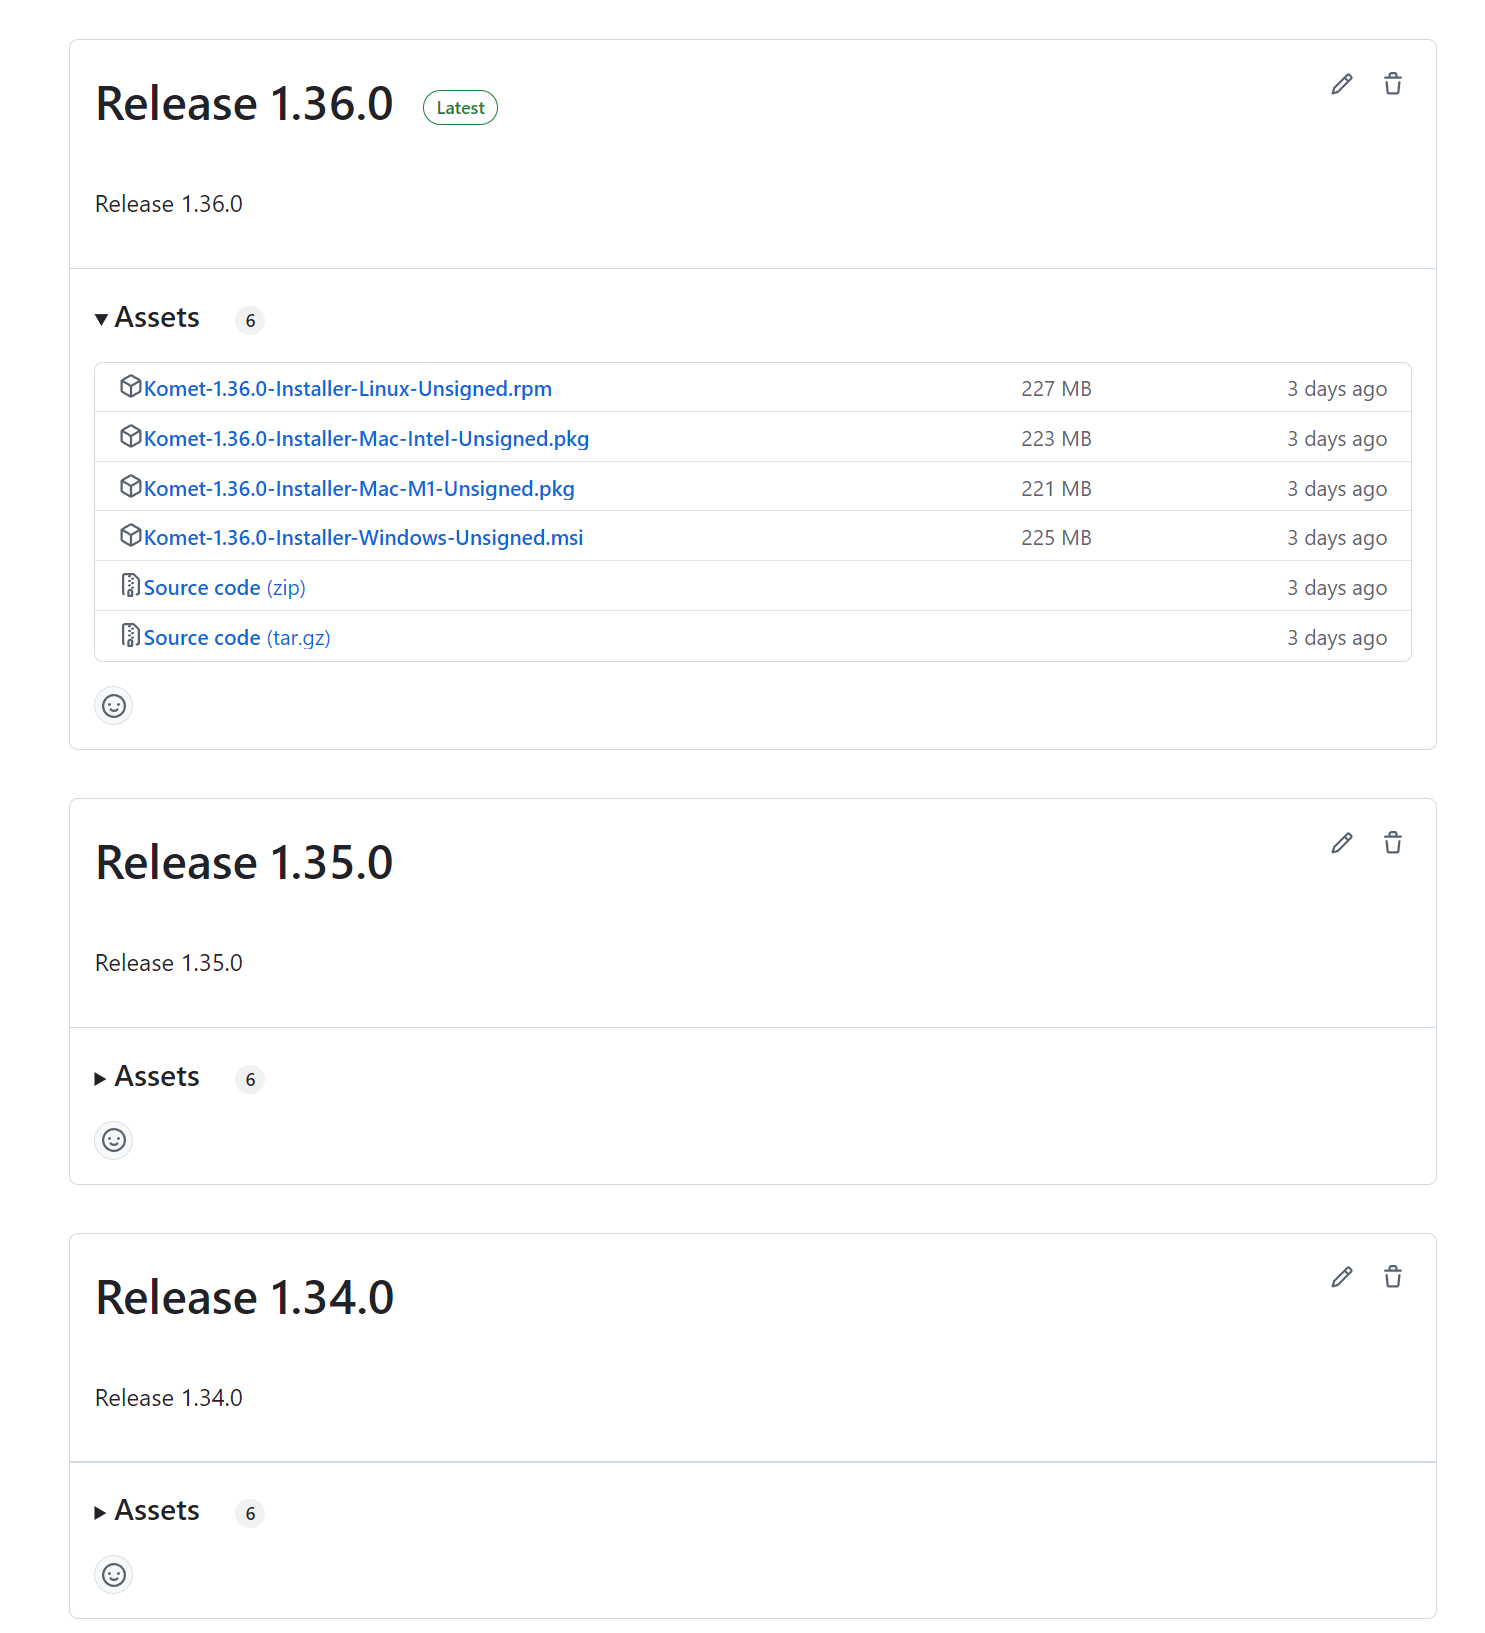 Release 1.36.0 Latest
Release 1.36.0
Assets 6
Komet-1.36.0-Installer-Linux-Unsigned.rpm 227 MB 3 days ago
Komet-1.36.0-Installer-Mac-Intel-Unsigned.pkg 223 MB 3 days ago
Komet-1.36.0-Installer-Mac-M1-Unsigned.pkg 221 MB 3 days ago
Komet-1.36.0-Installer-Windows-Unsigned.msi 225 MB 3 days ago
Source code (zip) 3 days ago
Source code (tar.gz) 3 days ago
Release 1.35.0
Release 1.35.0
Assets 6
Release 1.34.0
Release 1.34.0
Assets 6